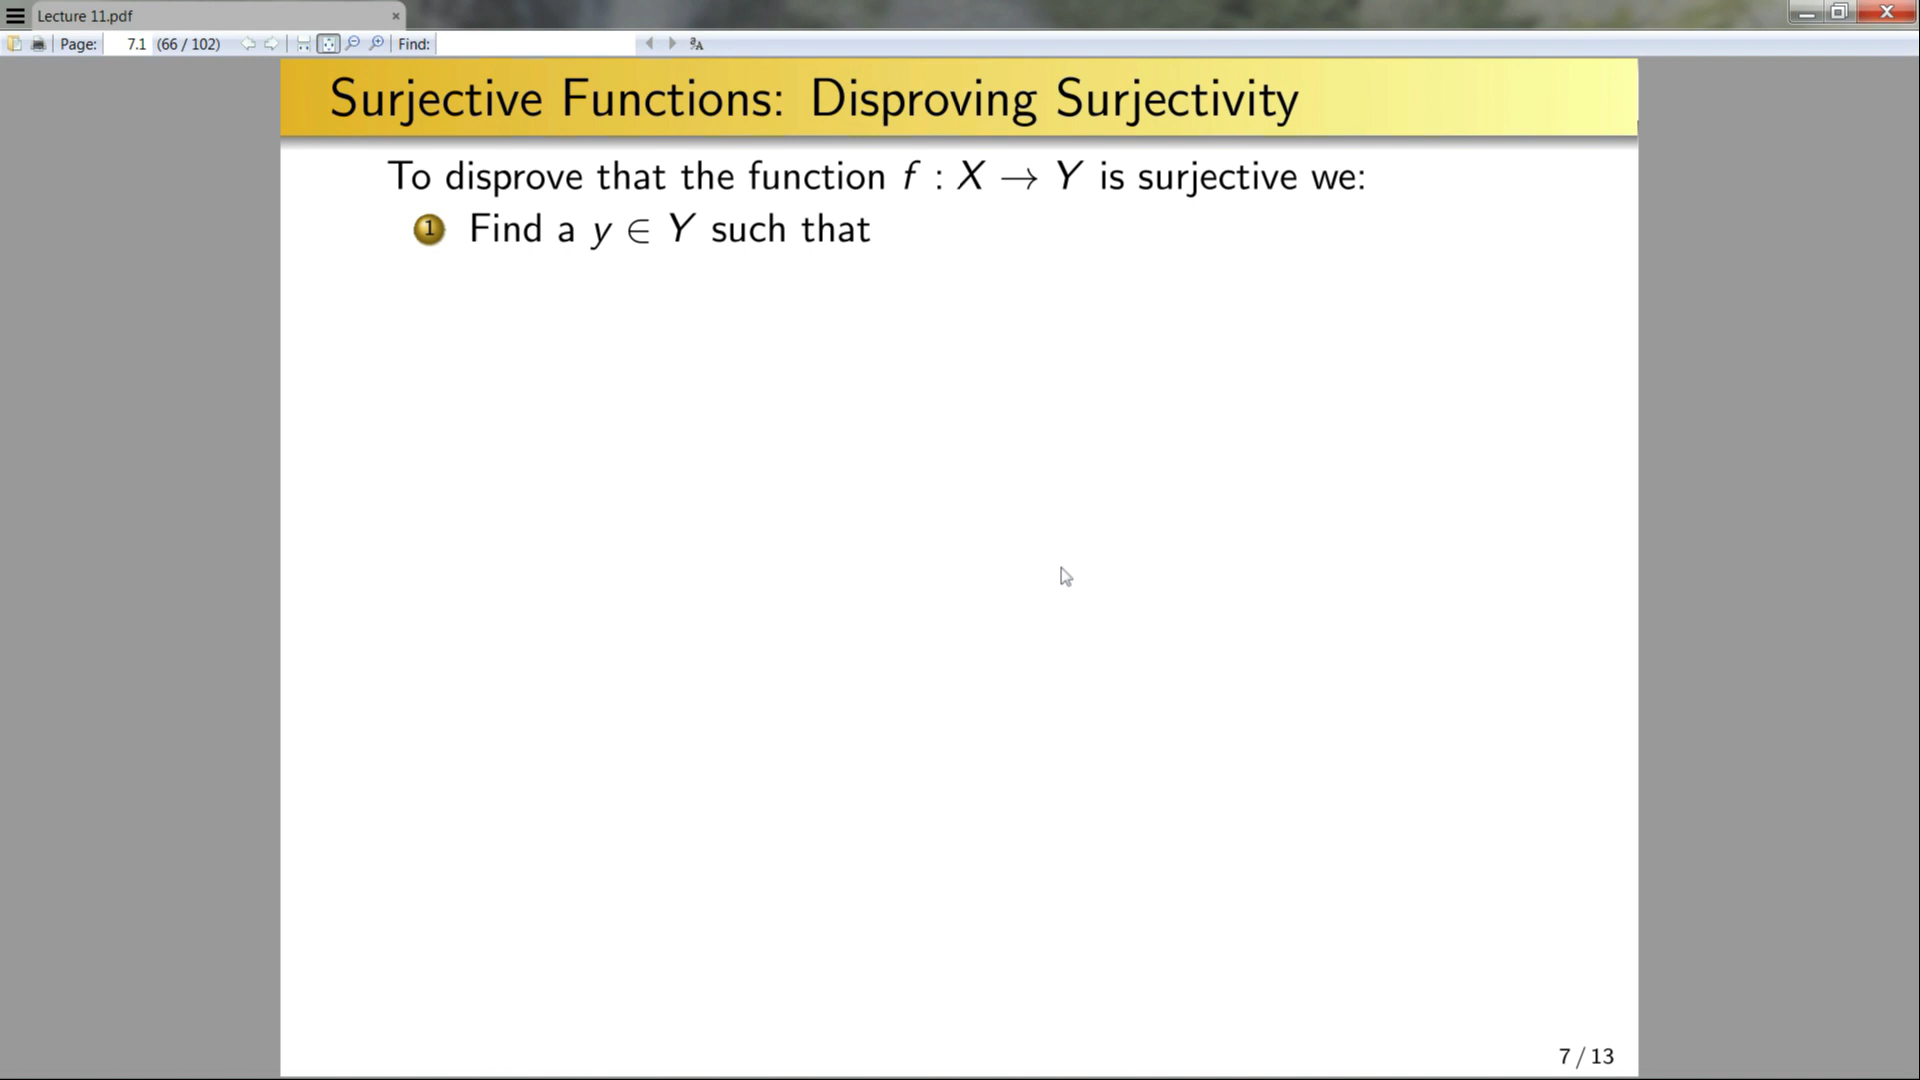 Lecture 11.pdf
Page: 7.1 (66 / 102) Find:
Surjective Functions: Disproving Surjectivity
To disprove that the function f : X → Y is surjective we:
1 Find a y ∈ Y such that
7 / 13